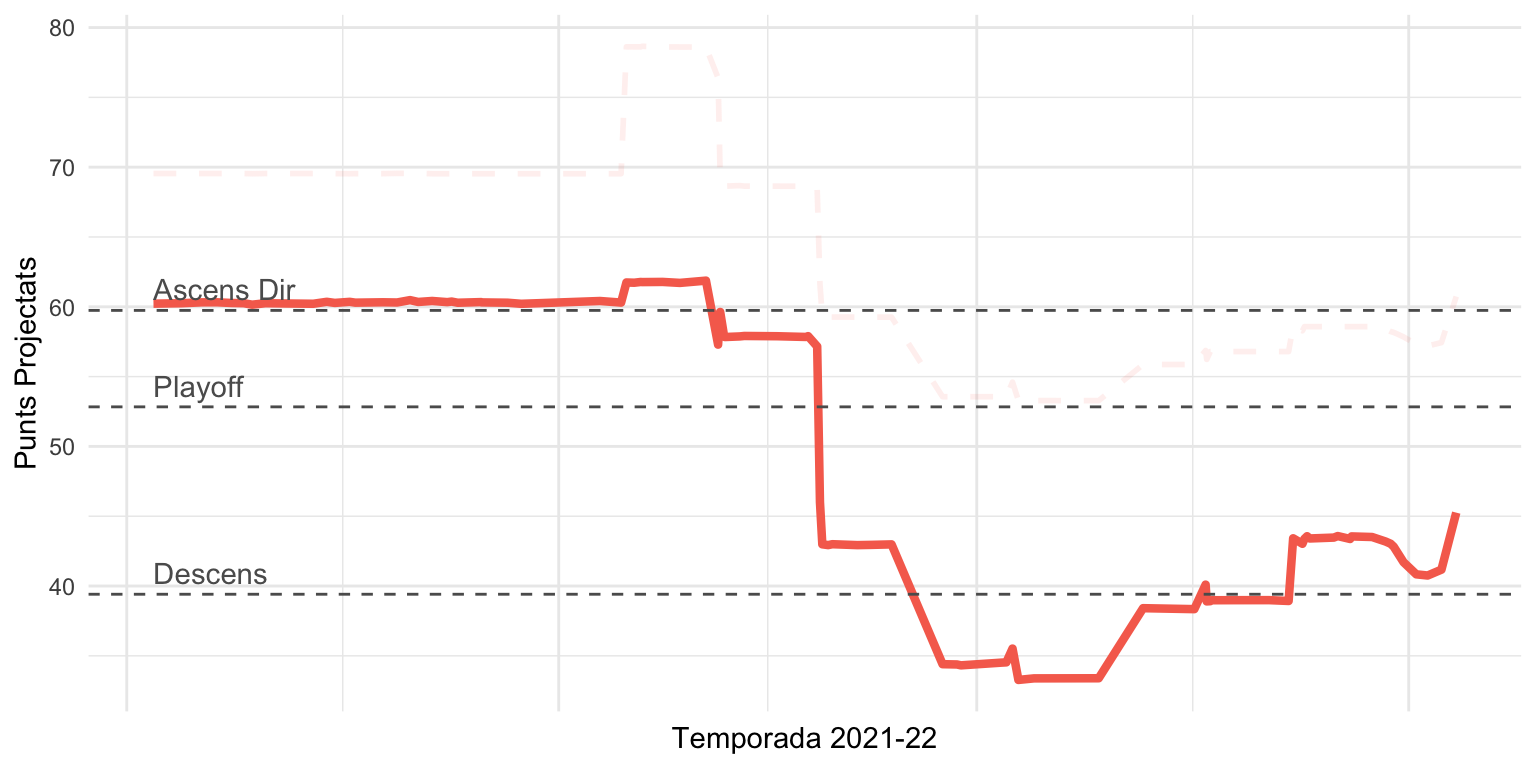 80
70
60
50
40
Punts Projectats
Ascens Dir
Playoff
Descens
Temporada 2021-22